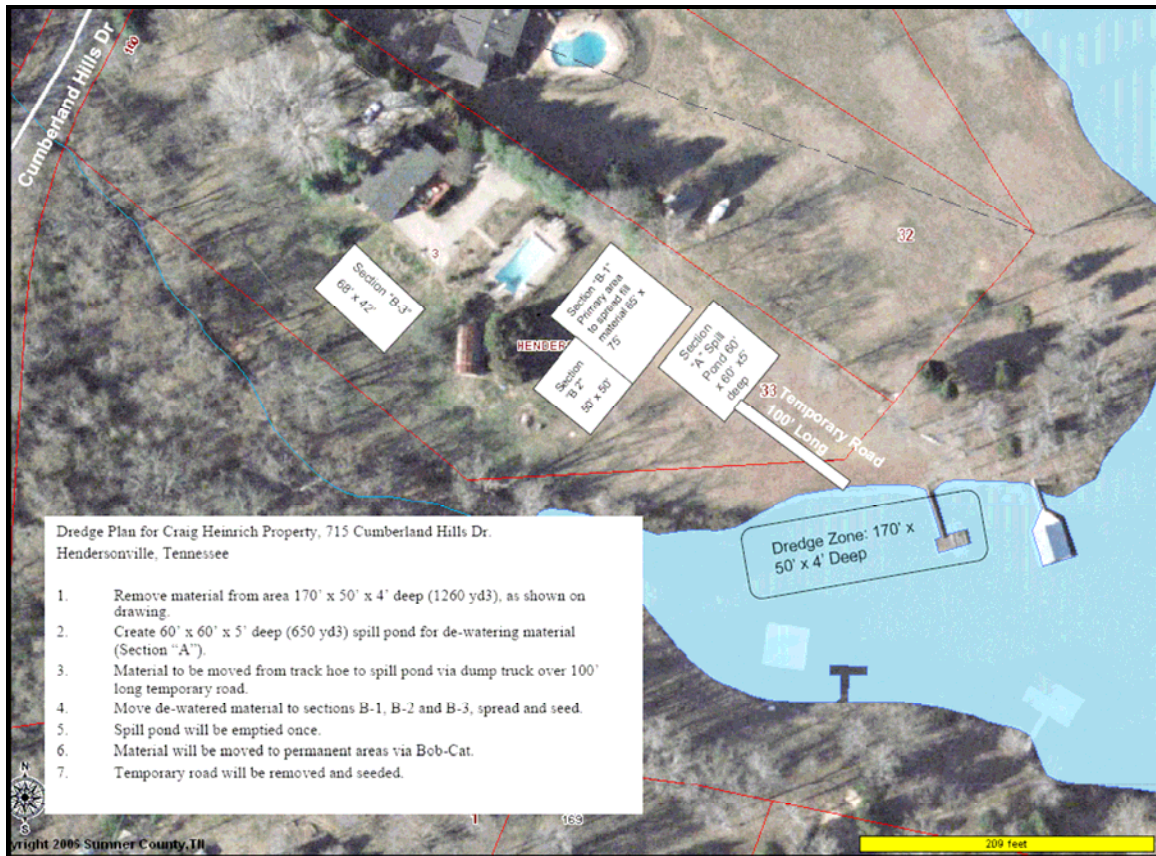 Cumberland Hills Dr
100
32
3
Section "B-3"
68' x 42'
Section "B-1"
Primary area
to spread fill
material 65' x
75'
HENDERS
Section
"B 2"
50' x 50'
Section
"A" Spill
Pond 60'
x 60' x5'
deep
33
Temporary Road
100' Long
Dredge Zone: 170' x
50' x 4' Deep
Dredge Plan for Craig Heinrich Property, 715 Cumberland Hills Dr.
Hendersonville, Tennessee
1. Remove material from area 170' x 50' x 4' deep (1260 yd3), as shown on
drawing.
2. Create 60' x 60' x 5' deep (650 yd3) spill pond for de-watering material
(Section "A").
3. Material to be moved from track hoe to spill pond via dump truck over 100'
long temporary road.
4. Move de-watered material to sections B-1, B-2 and B-3, spread and seed.
5. Spill pond will be emptied once.
6. Material will be moved to permanent areas via Bob-Cat.
7. Temporary road will be removed and seeded.
N
S
1
169
yright 2005 Sumner County,TN
209 feet